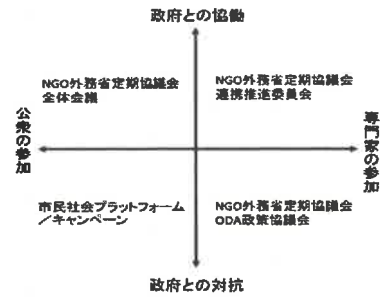 政府との協働
NGO外務省定期協議会
全体会議
NGO外務省定期協議会
連携推進委員会
公衆の参加
専門家の参加
市民社会プラットフォーム
／キャンペーン
NGO外務省定期協議会
ODA政策協議会
政府との対抗